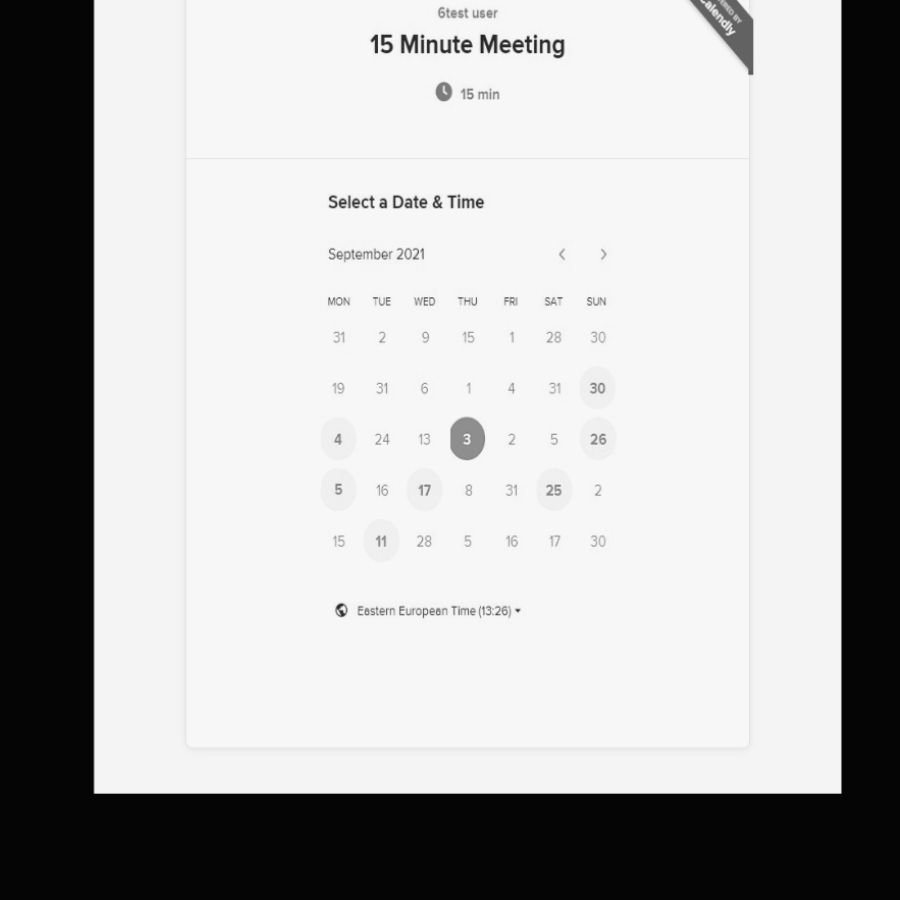 6test user
15 Minute Meeting
15 min
Calendly
Select a Date & Time
September 2021
MON TUE WED THU FRI SAT SUN
31 2 9 15 1 28 30
19 31 6 1 4 31 30
4 24 13 3 2 5 26
5 16 17 8 31 25 2
15 11 28 5 16 17 30
Eastern European Time (13:26)